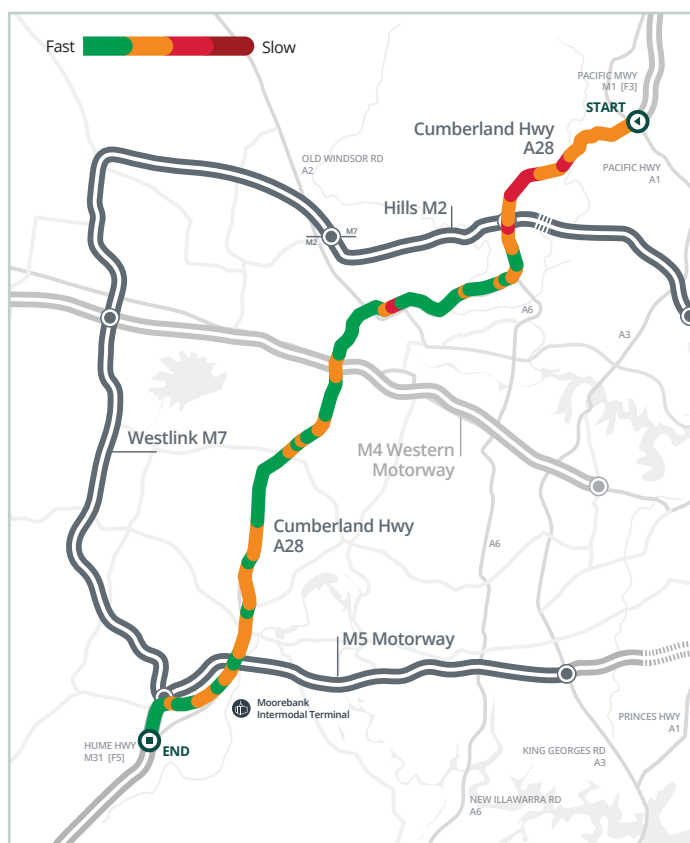 Fast
Slow
PACIFIC MWY
M1 [F3]
START
Cumberland Hwy
A28
OLD WINDSOR RD
A2
PACIFIC HWY
A1
Hills M2
M7
M2
A6
A3
Westlink M7
M4 Western
Motorway
Cumberland Hwy
A28
A6
M5 Motorway
Moorebank
Intermodal Terminal
PRINCES HWY
A1
HUME HWY
M31 [F5]
END
KING GEORGES RD
A3
NEW ILLAWARRA RD
A6